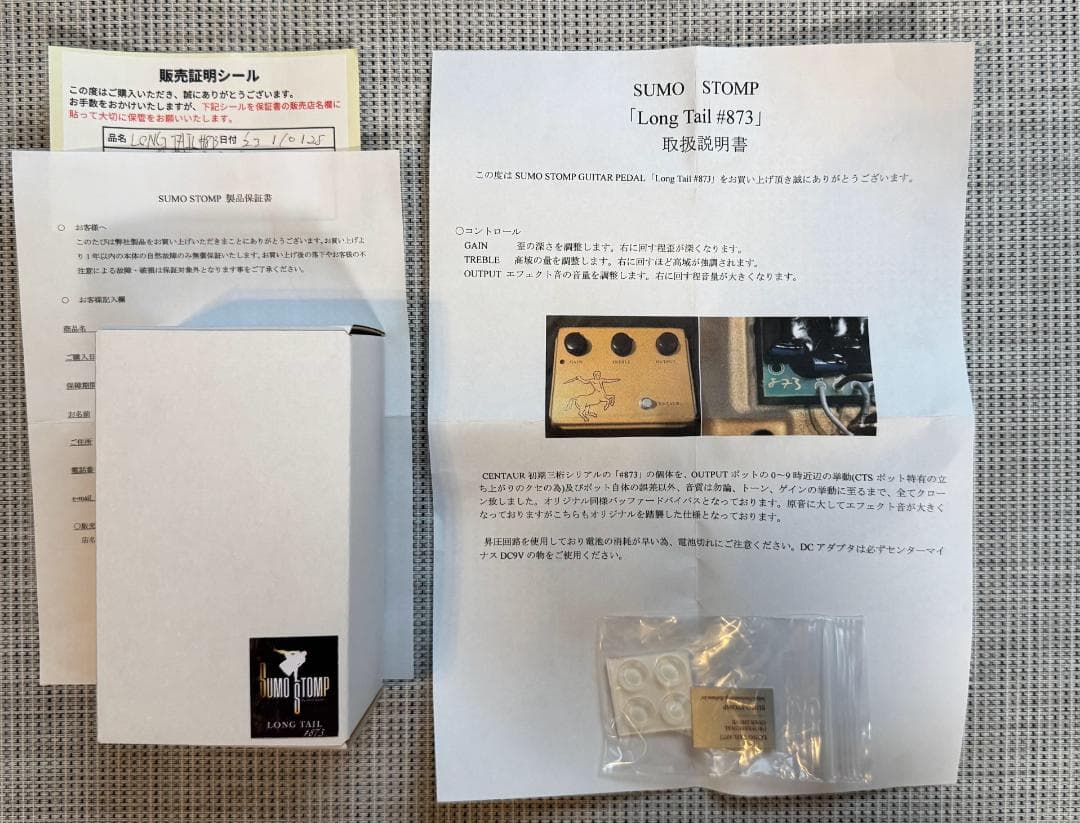 販売証明シール
この度はご購入いただき、誠にありがとうございます。
お手数をおかけいたしますが、下記シールを保証書の販売店名欄に
貼って大切に保管をお願いいたします。
品名 LONG TAIL #873 日付
SUMO STOMP 製品保証書
○ お客様へ
このたびは弊社製品をお買い上げいただきまことにありがとうございます。お買い上げよ
り1年以内の本体の自然故障のみ無償保証いたします。お買い上げ後の落下やお客様の不
注意による故障・破損は保証対象外となります事をご了承ください。
○ お客様記入欄
商品名
ご購入日
保障期間
お名前
ご住所
電話番
e-mail
○販売
店名
SUMO STOMP
LONG TAIL
#873
SUMO STOMP
「Long Tail #873」
取扱説明書
この度は SUMO STOMP GUITAR PEDAL「Long Tail #873」をお買い上げ頂き誠にありがとうございます。
○コントロール
GAIN 歪の深さを調整します。右に回す程歪が深くなります。
TREBLE 高域の量を調整します。右に回すほど高域が強調されます。
OUTPUT エフェクト音の音量を調整します。右に回す程音量が大きくなります。
GAIN TREBLE OUTPUT
CENTAUR
873
CENTAUR 初期三桁シリアルの「#873」の個体を、OUTPUT ポットの 0～9 時近辺の挙動(CTS ポット特有の立
ち上がりのクセの為)及びポット自体の誤差以外、音質は勿論、トーン、ゲインの挙動に至るまで、全てクロー
ン致しました。オリジナル同様バッファードバイパスとなっております。原音に大してエフェクト音が大きく
なっておりますがこちらもオリジナルを踏襲した仕様となっております。
昇圧回路を使用しており電池の消耗が早い為、電池切れにご注意ください。DC アダプタは必ずセンターマイ
ナス DC9V の物をご使用ください。
LONG TAIL #873
PROFESSIONAL
OVERDRIVE
SUMO STOMP